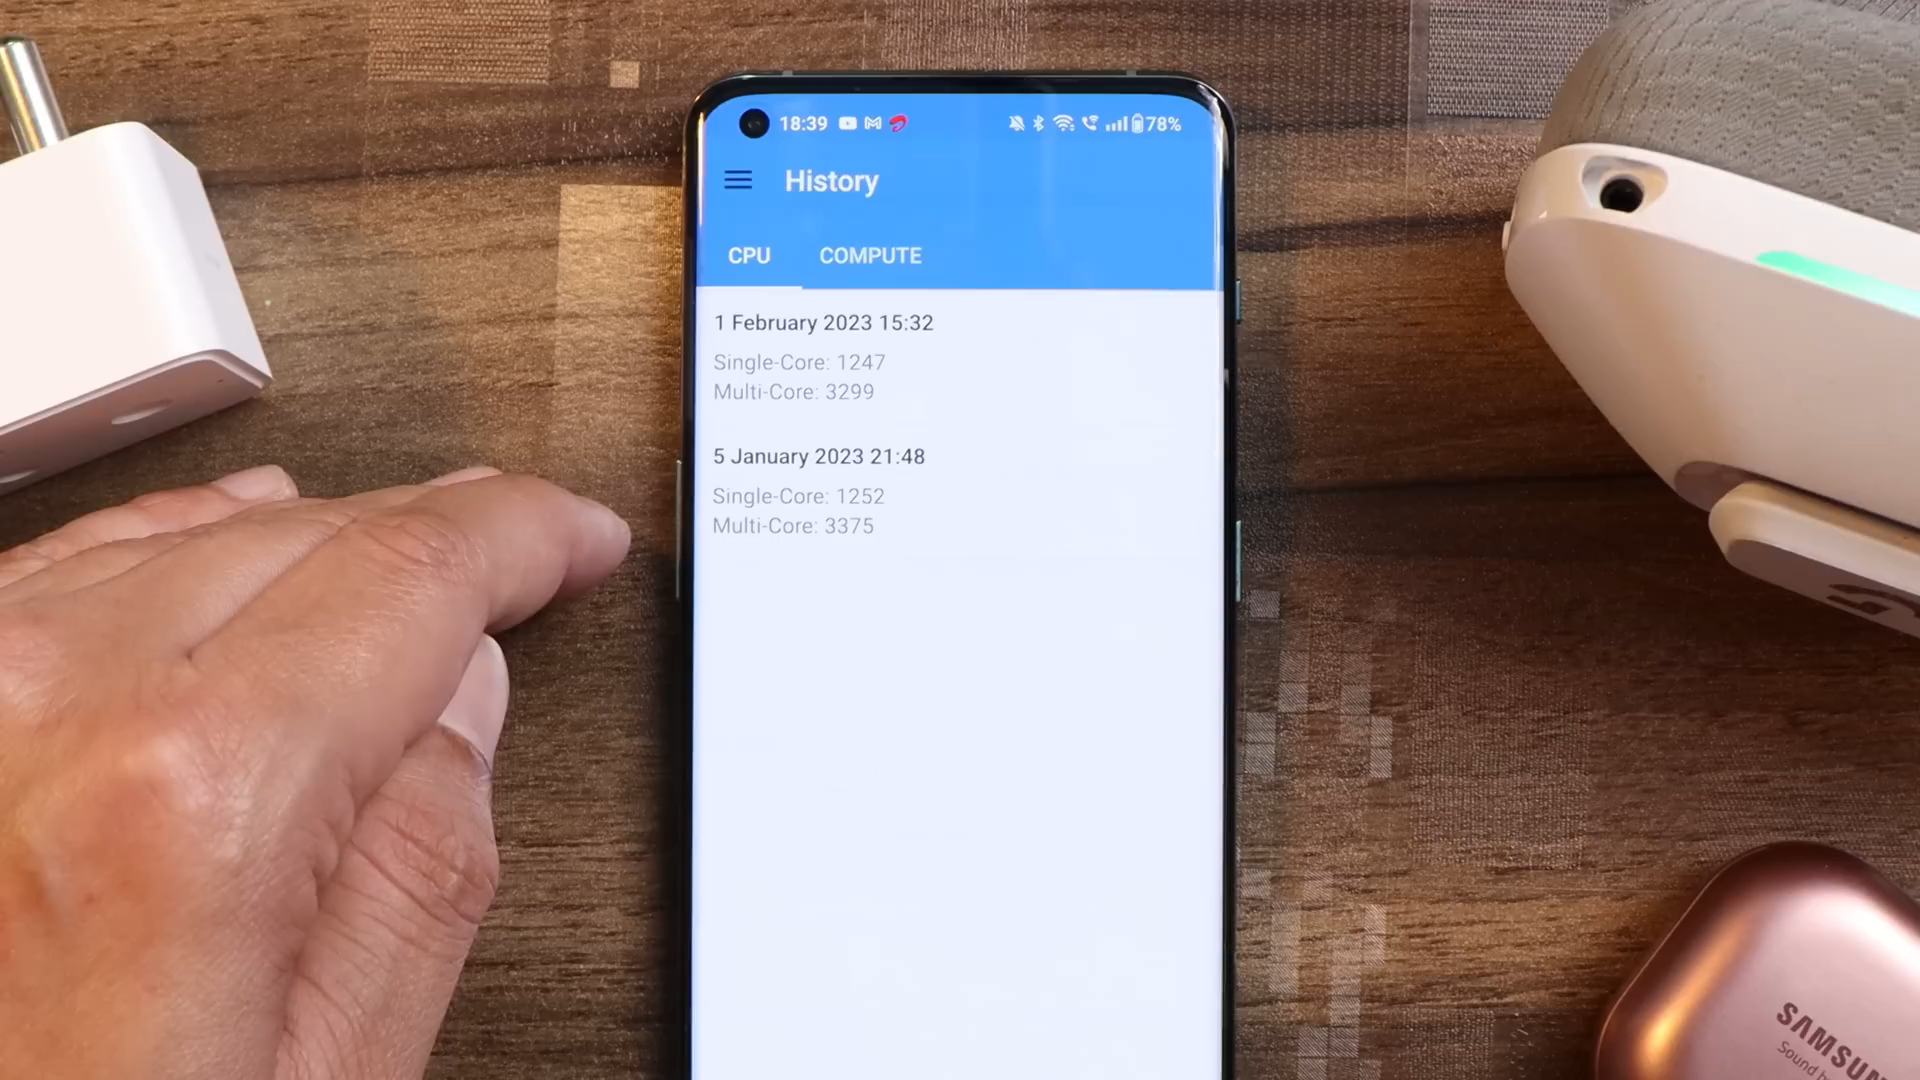 18:39
78%
History
CPU COMPUTE
1 February 2023 15:32
Single-Core: 1247
Multi-Core: 3299
5 January 2023 21:48
Single-Core: 1252
Multi-Core: 3375
Sound